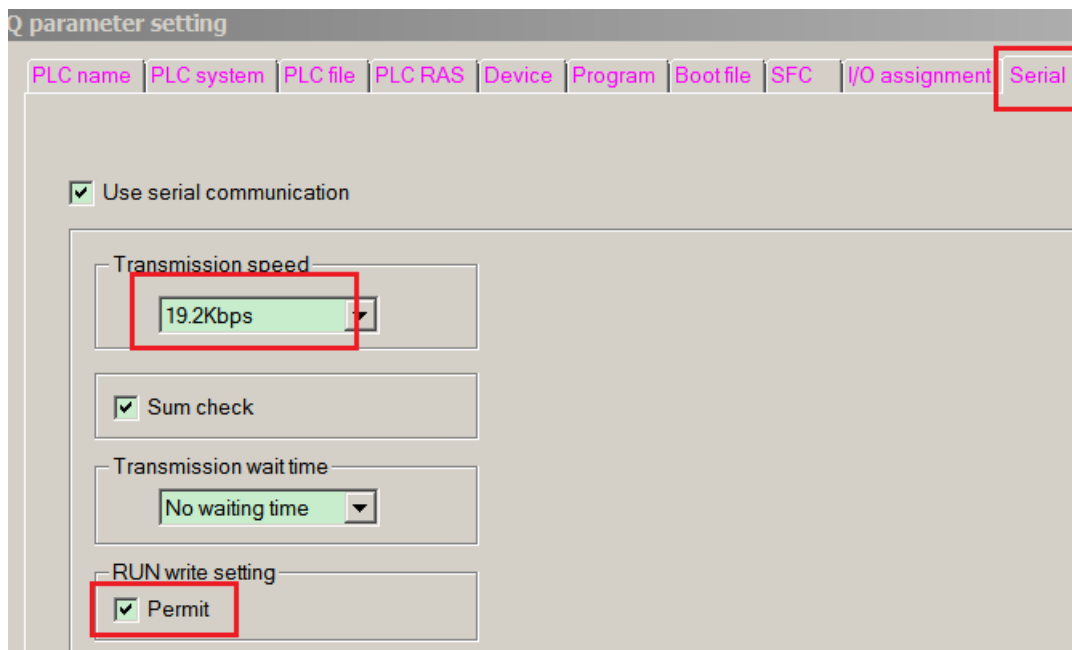 Q parameter setting
PLC name PLC system PLC file PLC RAS Device Program Boot file SFC I/O assignment Serial
Use serial communication
Transmission speed
19.2Kbps
Sum check
Transmission wait time
No waiting time
RUN write setting
Permit